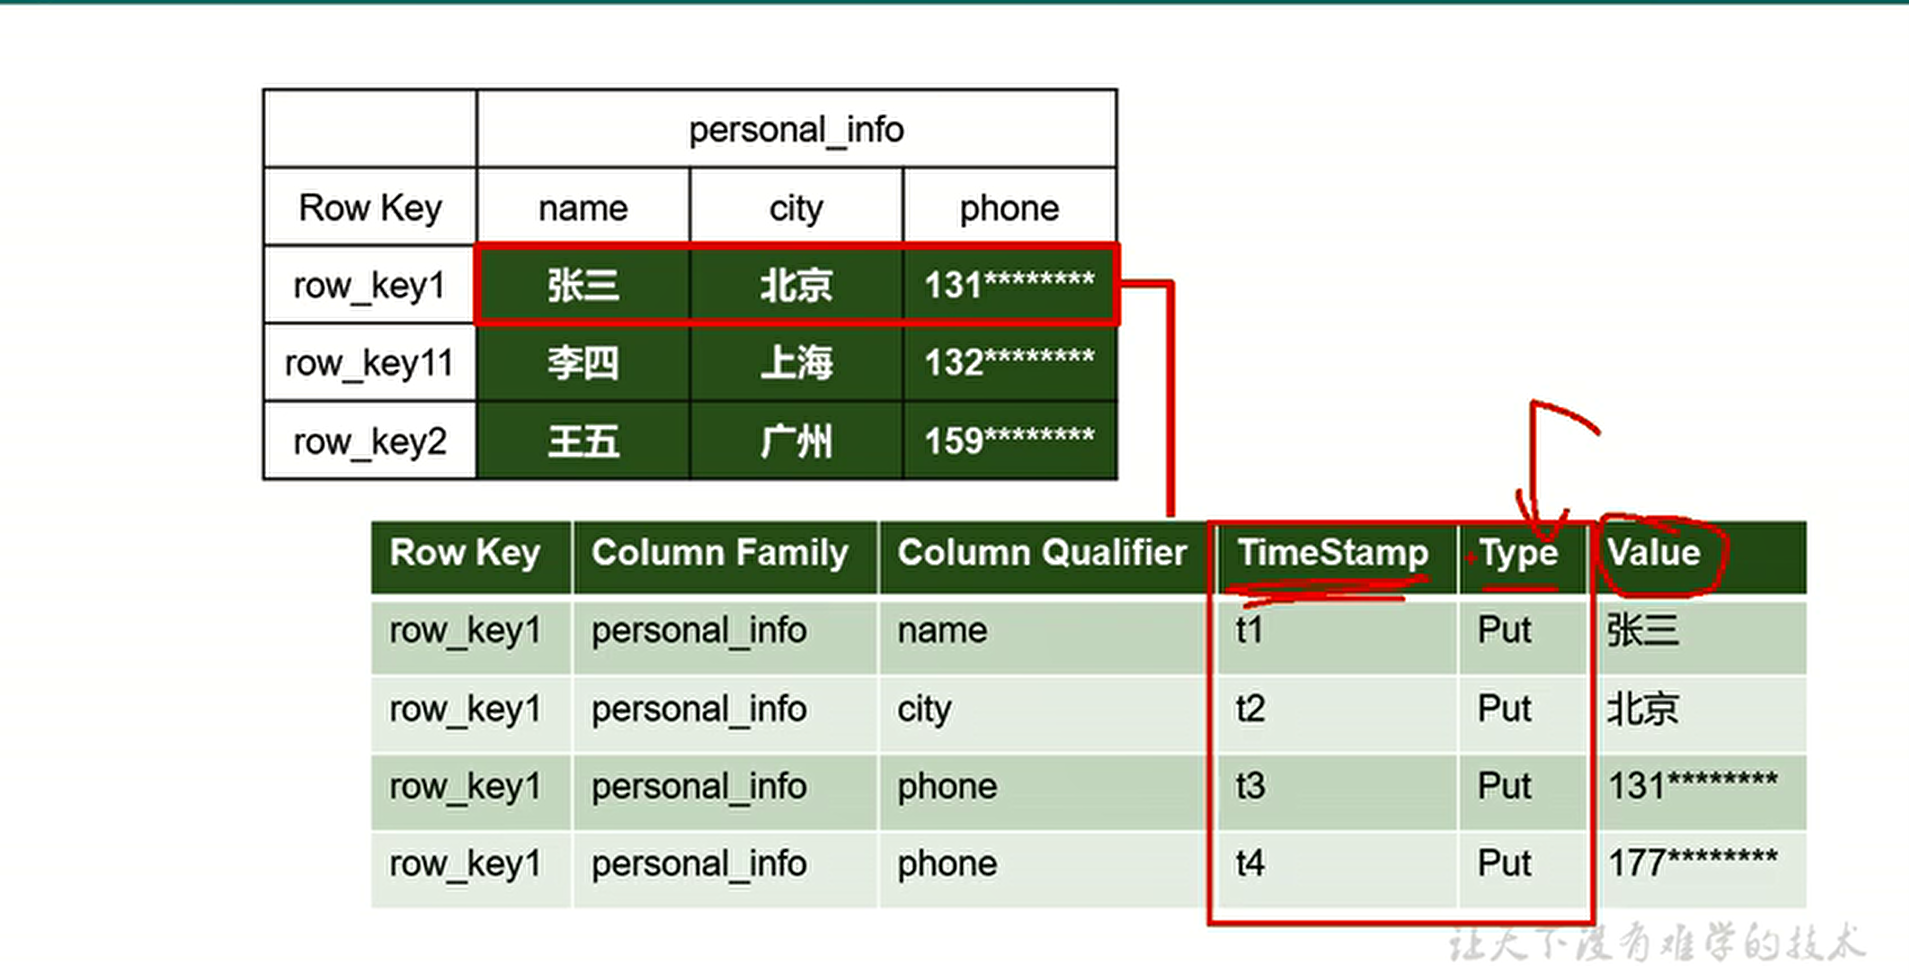 personal_info
Row Key name city phone
row_key1 张三 北京 131********
row_key11 李四 上海 132********
row_key2 王五 广州 159********
Row Key Column Family Column Qualifier TimeStamp Type Value
row_key1 personal_info name t1 Put 张三
row_key1 personal_info city t2 Put 北京
row_key1 personal_info phone t3 Put 131********
row_key1 personal_info phone t4 Put 177********
让天下没有难学的技术